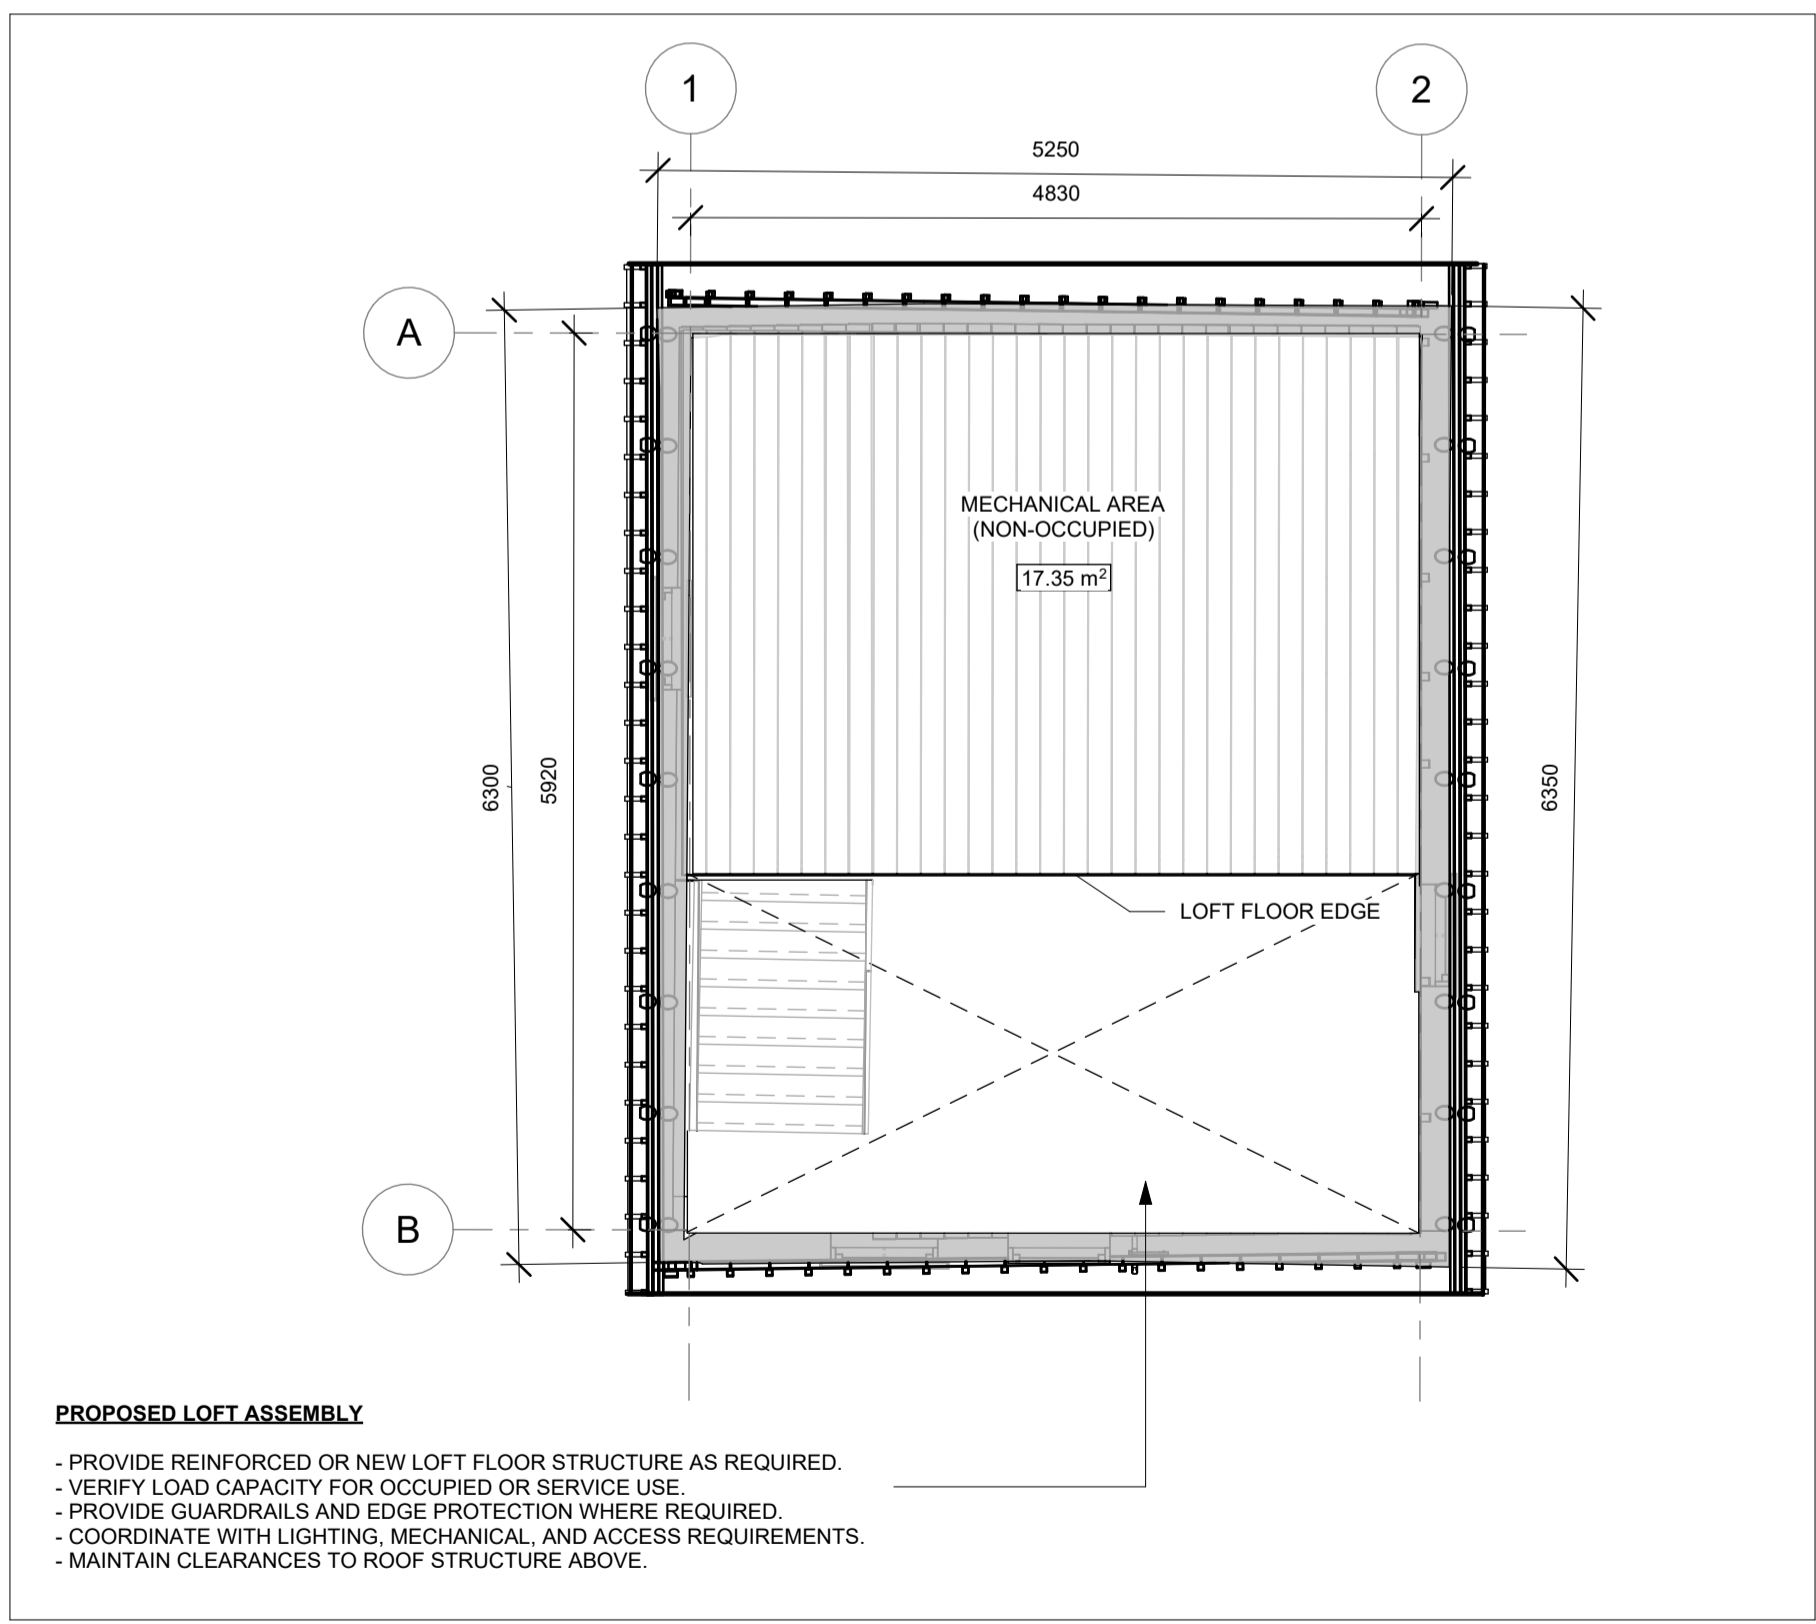 1
2
5250
4830
A
MECHANICAL AREA
(NON-OCCUPIED)
17.35 m²
6300
5920
6350
LOFT FLOOR EDGE
B
PROPOSED LOFT ASSEMBLY
- PROVIDE REINFORCED OR NEW LOFT FLOOR STRUCTURE AS REQUIRED.
- VERIFY LOAD CAPACITY FOR OCCUPIED OR SERVICE USE.
- PROVIDE GUARDRAILS AND EDGE PROTECTION WHERE REQUIRED.
- COORDINATE WITH LIGHTING, MECHANICAL, AND ACCESS REQUIREMENTS.
- MAINTAIN CLEARANCES TO ROOF STRUCTURE ABOVE.